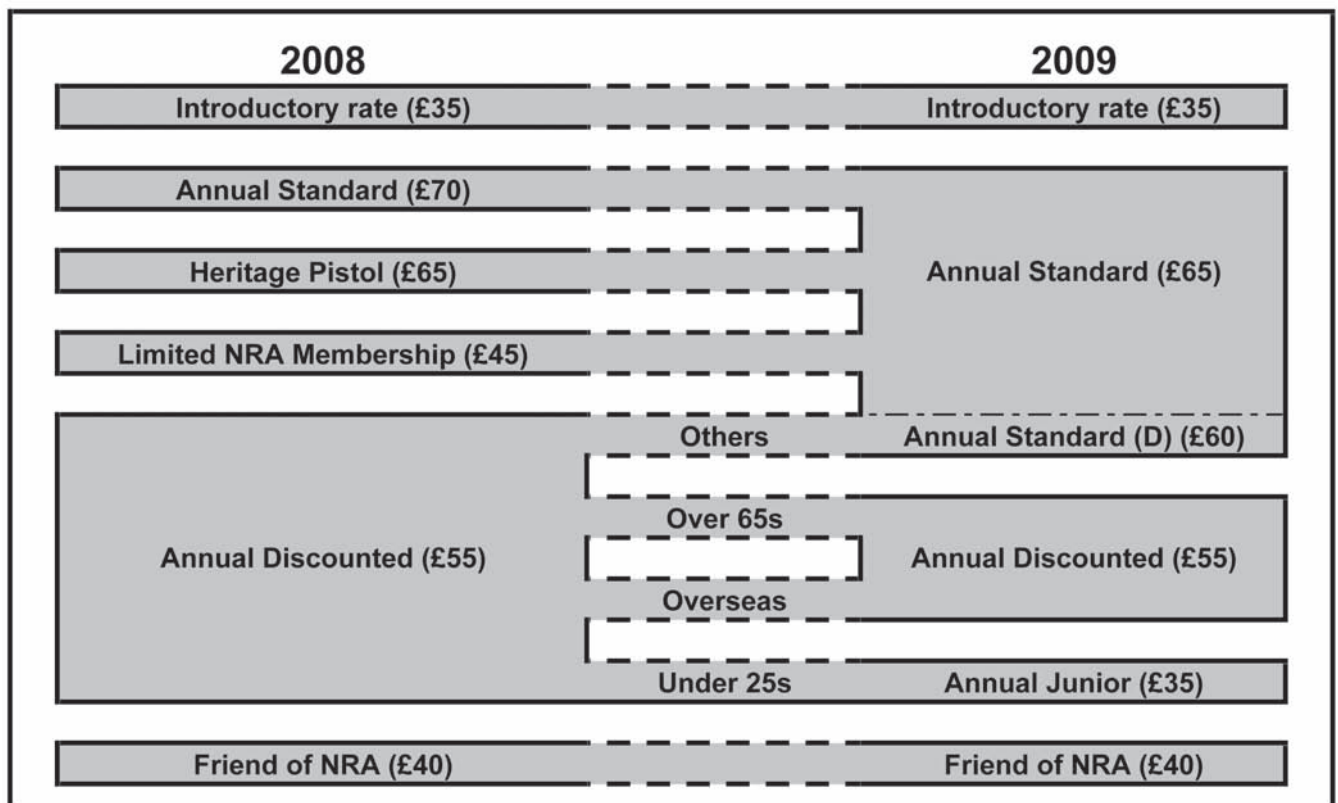 2008 2009
Introductory rate (£35) Introductory rate (£35)
Annual Standard (£70)
Heritage Pistol (£65) Annual Standard (£65)
Limited NRA Membership (£45)
Others Annual Standard (D) (£60)
Over 65s
Annual Discounted (£55) Annual Discounted (£55)
Overseas
Under 25s Annual Junior (£35)
Friend of NRA (£40) Friend of NRA (£40)